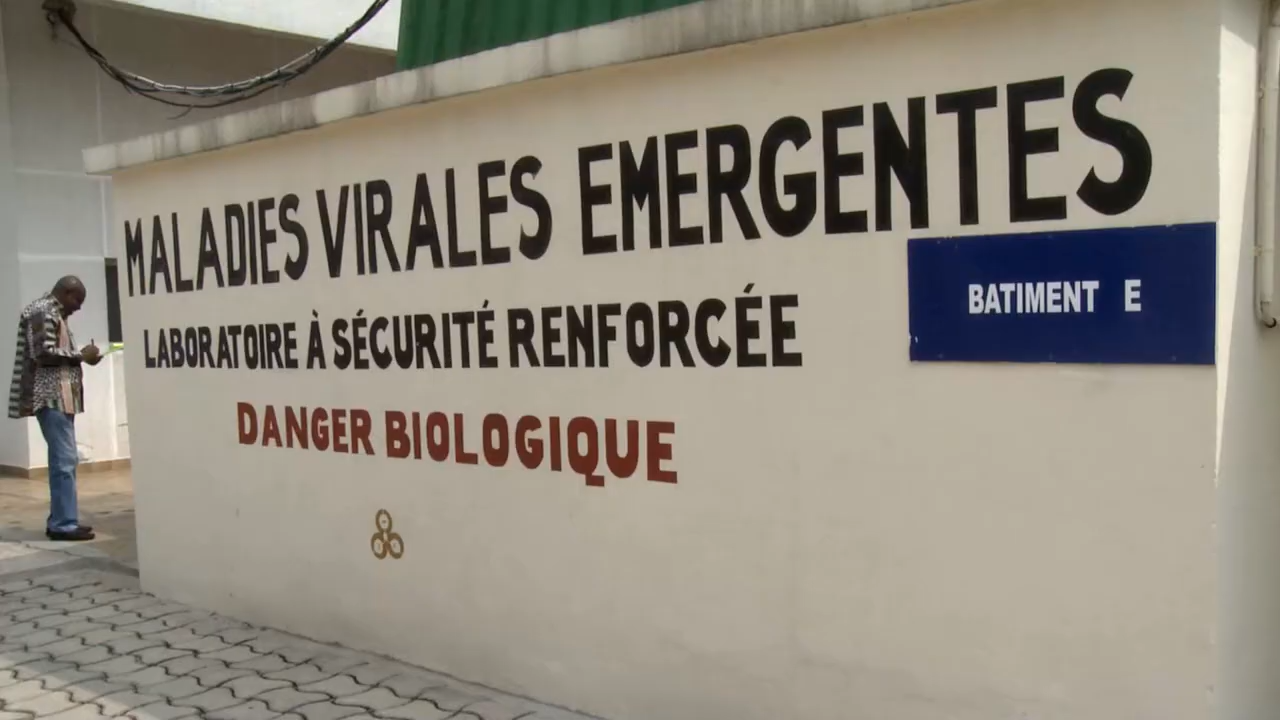 MALADIES VIRALES EMERGENTES
LABORATOIRE À SÉCURITÉ RENFORCÉE
DANGER BIOLOGIQUE
BATIMENT E